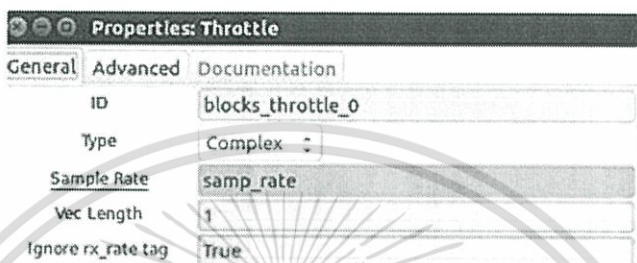 Properties: Throttle
General Advanced Documentation
ID blocks_throttle_0
Type Complex
Sample Rate samp_rate
Vec Length 1
Ignore rx_rate tag True